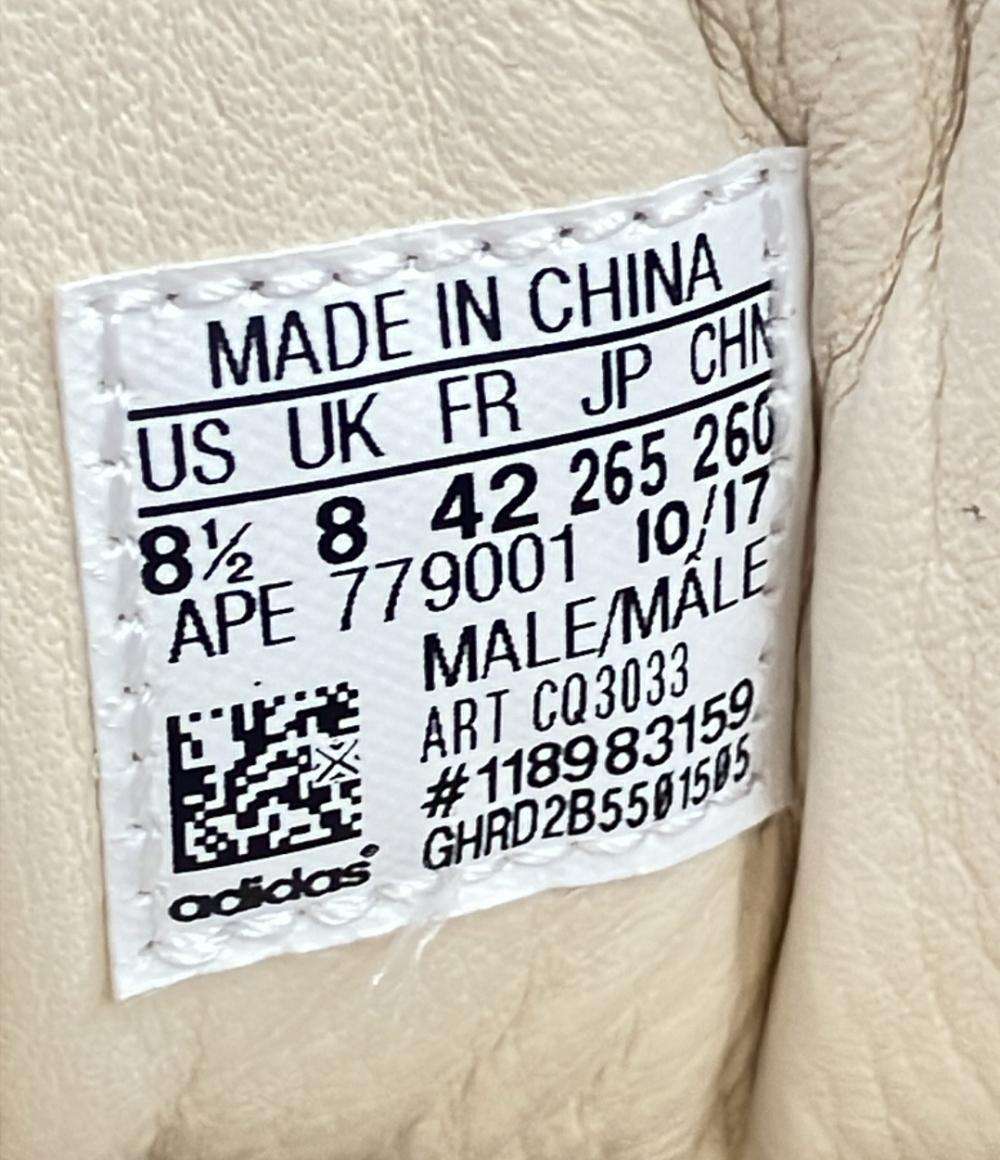 MADE IN CHINA
US UK FR JP CHN
8½ 8 42 265 260
APE 779001 10/17
MALE/MÂLE
ART CQ3033
#118983159
GHRD2B5501505
adidas®